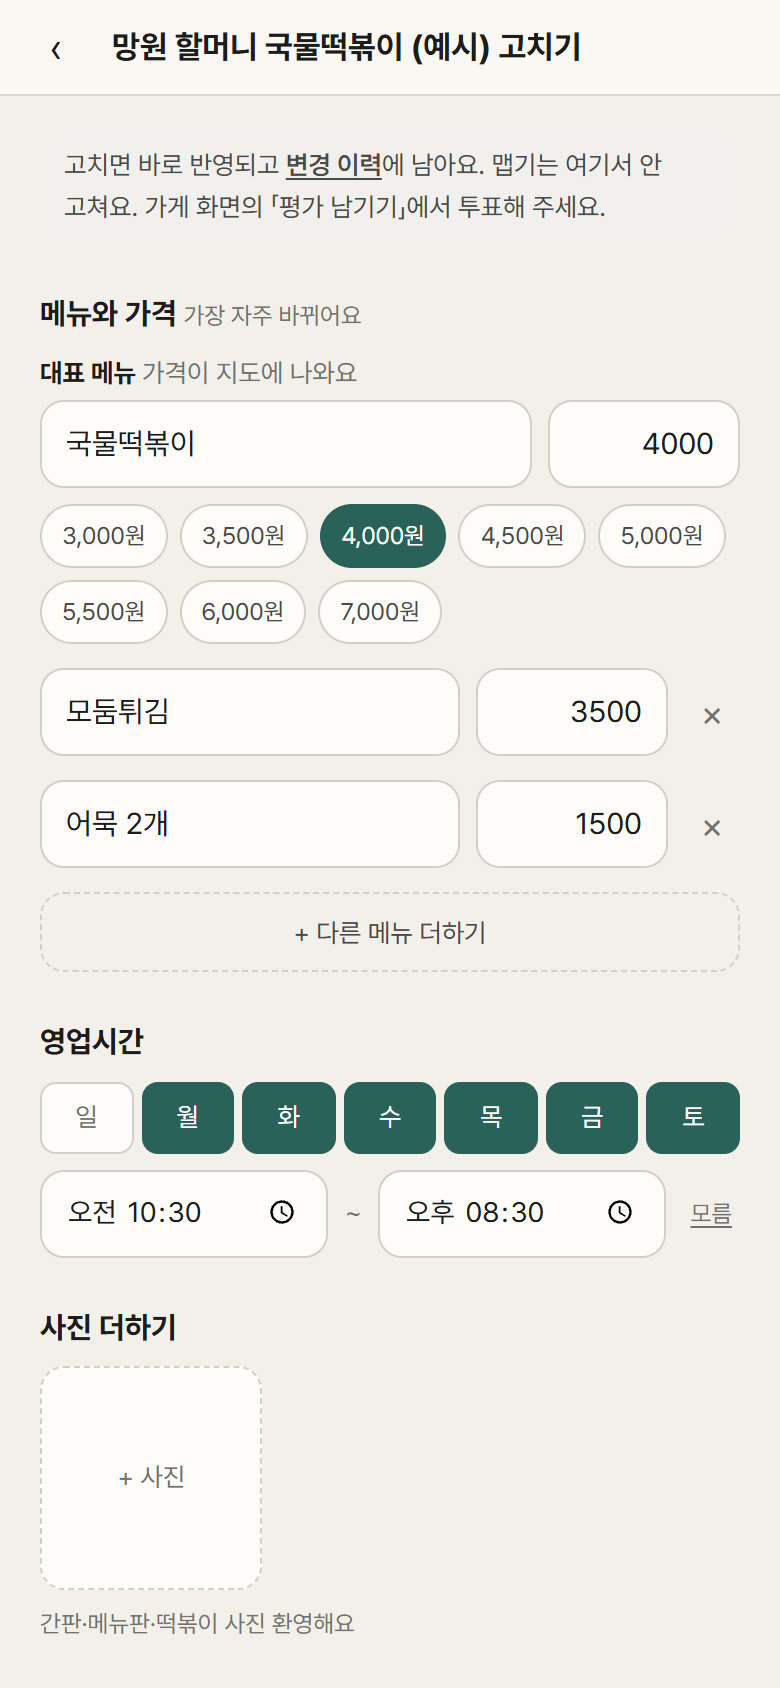 ‹ 망원 할머니 국물떡볶이 (예시) 고치기
고치면 바로 반영되고 변경 이력에 남아요. 맵기는 여기서 안
고쳐요. 가게 화면의 「평가 남기기」에서 투표해 주세요.
메뉴와 가격 가장 자주 바뀌어요
대표 메뉴 가격이 지도에 나와요
국물떡볶이 4000
3,000원 3,500원 4,000원 4,500원 5,000원
5,500원 6,000원 7,000원
모둠튀김 3500 ×
어묵 2개 1500 ×
+ 다른 메뉴 더하기
영업시간
일 월 화 수 목 금 토
오전 10:30 ~ 오후 08:30 모름
사진 더하기
+ 사진
간판·메뉴판·떡볶이 사진 환영해요